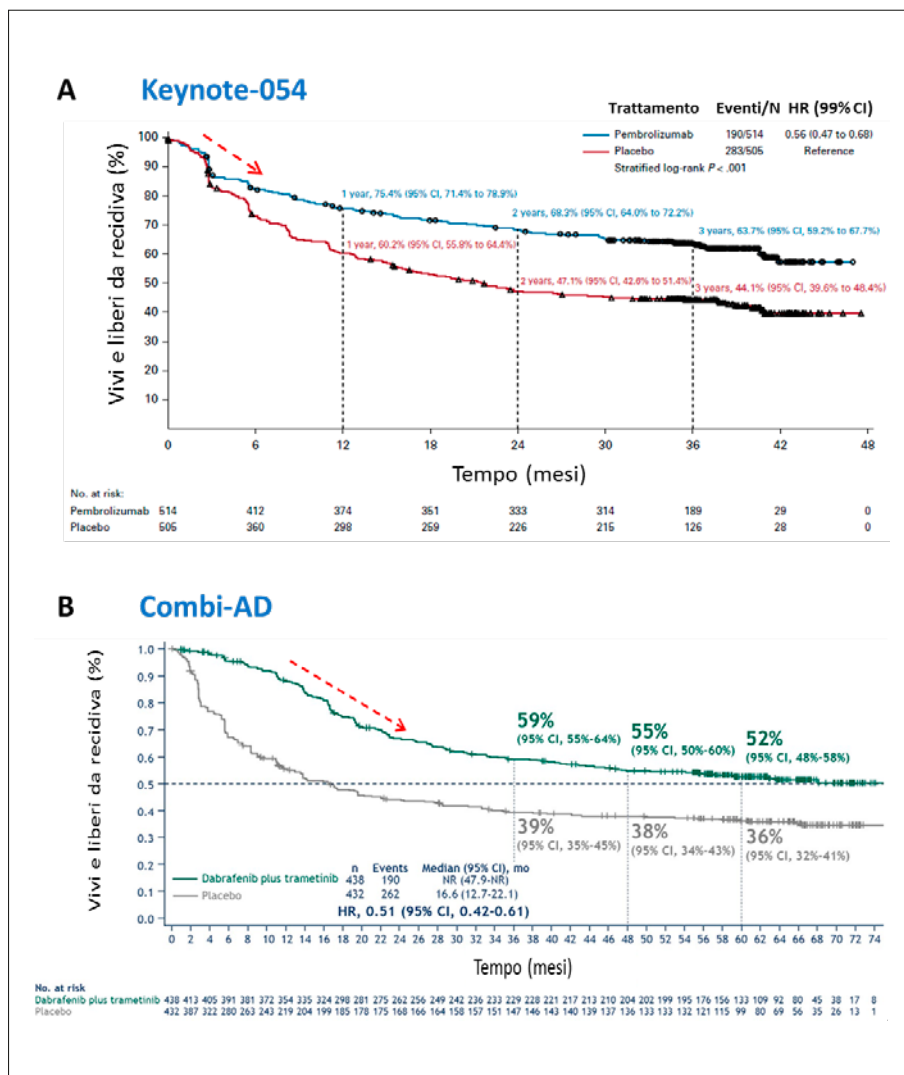 A Keynote-054
Trattamento Eventi/N HR (99% CI)
Pembrolizumab 190/514 0.56 (0.47 to 0.68)
Placebo 283/505 Reference
Stratified log-rank P < .001
Vivi e liberi da recidiva (%)
100
90
80
70
60
50
40
30
20
10
1 year, 75.4% (95% CI, 71.4% to 78.9%)
2 years, 68.3% (95% CI, 64.0% to 72.2%)
3 years, 63.7% (95% CI, 59.2% to 67.7%)
1 year, 60.2% (95% CI, 55.8% to 64.4%)
2 years, 47.1% (95% CI, 42.6% to 51.4%)
3 years, 44.1% (95% CI, 39.6% to 48.4%)
0 6 12 18 24 30 36 42 48
Tempo (mesi)
No. at risk:
Pembrolizumab 514 412 374 351 333 314 189 29 0
Placebo 505 360 298 259 226 215 126 28 0
B Combi-AD
Vivi e liberi da recidiva (%)
1.0
0.9
0.8
0.7
0.6
0.5
0.4
0.3
0.2
0.1
0.0
59%
(95% CI, 55%-64%)
55%
(95% CI, 50%-60%)
52%
(95% CI, 48%-58%)
39%
(95% CI, 35%-45%)
38%
(95% CI, 34%-43%)
36%
(95% CI, 32%-41%)
n Events Median (95% CI), mo
Dabrafenib plus trametinib 438 190 NR (47.9-NR)
Placebo 432 262 16.6 (12.7-22.1)
HR, 0.51 (95% CI, 0.42-0.61)
0 2 4 6 8 10 12 14 16 18 20 22 24 26 28 30 32 34 36 38 40 42 44 46 48 50 52 54 56 58 60 62 64 66 68 70 72 74
Tempo (mesi)
No. at risk
Dabrafenib plus trametinib 438 413 405 391 381 372 354 335 324 298 281 275 262 256 249 242 236 233 229 228 221 217 213 210 204 202 199 195 176 156 133 109 92 80 45 38 17 8
Placebo 432 387 322 280 263 243 219 204 199 185 178 175 168 166 164 158 157 151 147 146 143 140 139 137 136 133 133 132 121 115 99 80 69 56 35 26 13 1